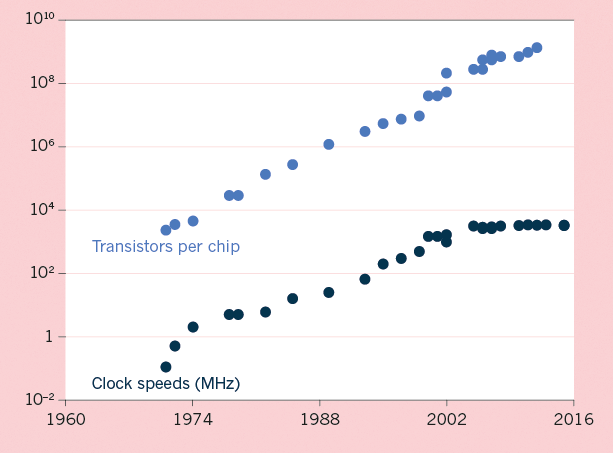 10¹⁰
10⁸
10⁶
10⁴
Transistors per chip
10²
1
Clock speeds (MHz)
10⁻²
1960 1974 1988 2002 2016